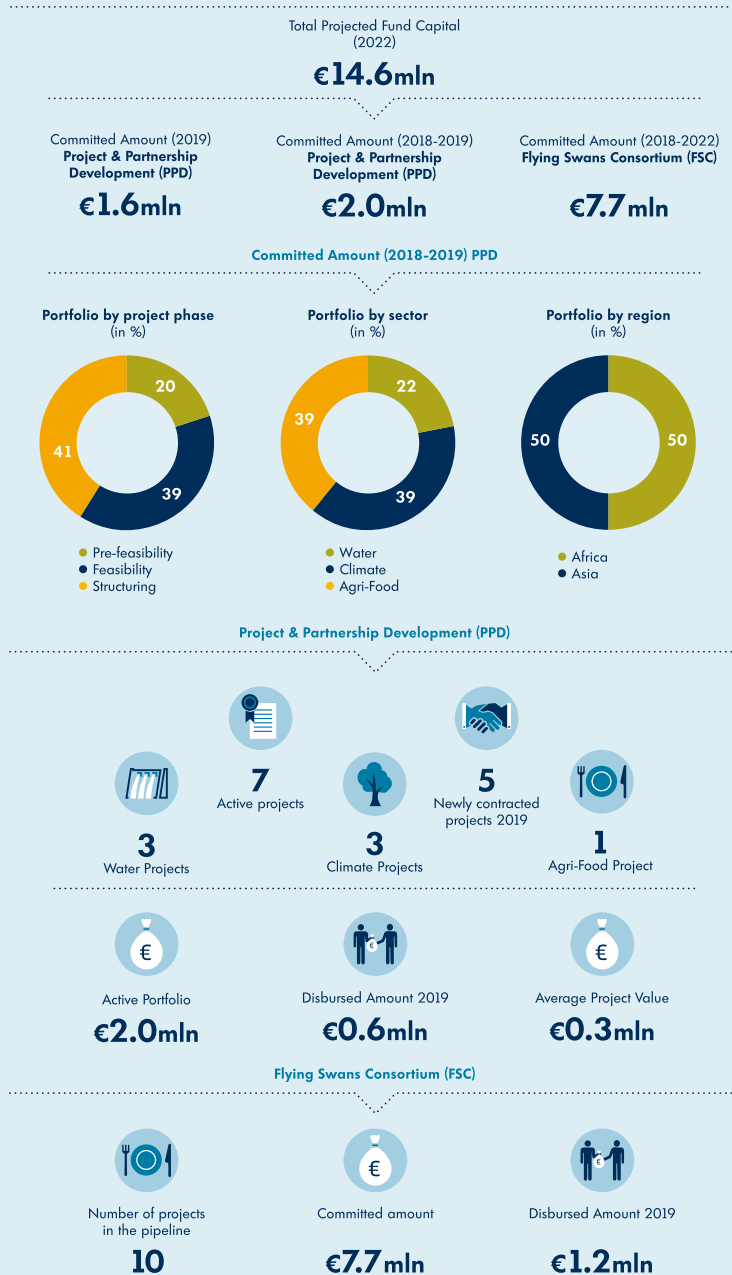 Total Projected Fund Capital
(2022)
€14.6mln
Committed Amount (2019)
Project & Partnership
Development (PPD)
€1.6mln
Committed Amount (2018-2019)
Project & Partnership
Development (PPD)
€2.0mln
Committed Amount (2018-2022)
Flying Swans Consortium (FSC)
€7.7mln
Committed Amount (2018-2019) PPD
Portfolio by project phase
(in %)
20
41
39
Pre-feasibility
Feasibility
Structuring
Portfolio by sector
(in %)
22
39
39
Water
Climate
Agri-Food
Portfolio by region
(in %)
50
50
Africa
Asia
Project & Partnership Development (PPD)
7
Active projects
5
Newly contracted
projects 2019
3
Water Projects
3
Climate Projects
1
Agri-Food Project
€
Active Portfolio
€2.0mln
€
Disbursed Amount 2019
€0.6mln
€
Average Project Value
€0.3mln
Flying Swans Consortium (FSC)
Number of projects
in the pipeline
10
€
Committed amount
€7.7mln
€
Disbursed Amount 2019
€1.2mln